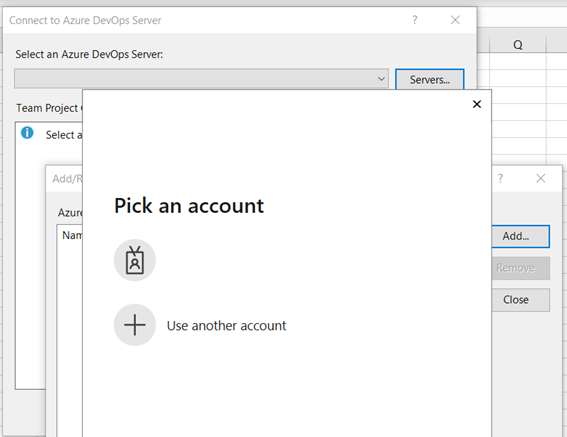 Connect to Azure DevOps Server
?
Q
Select an Azure DevOps Server:
Servers...
Team Project
Select a
Add/R
?
Pick an account
Azure
Nam
Add...
Remove
Close
Use another account